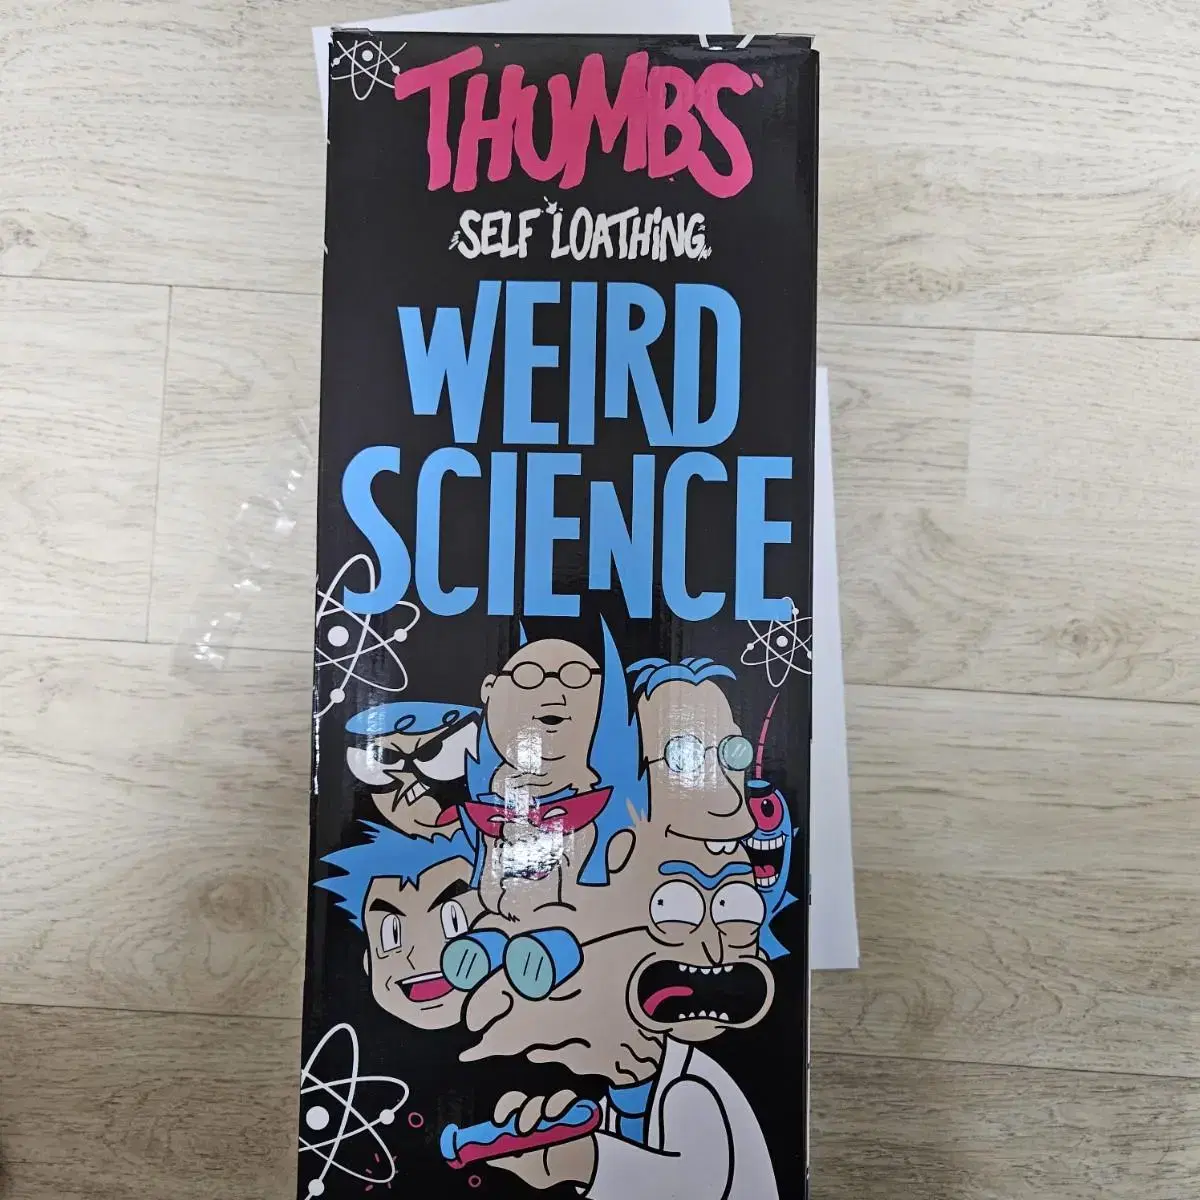 THUMBS
SELF LOATHiNG
WEIRD
SCIENCE